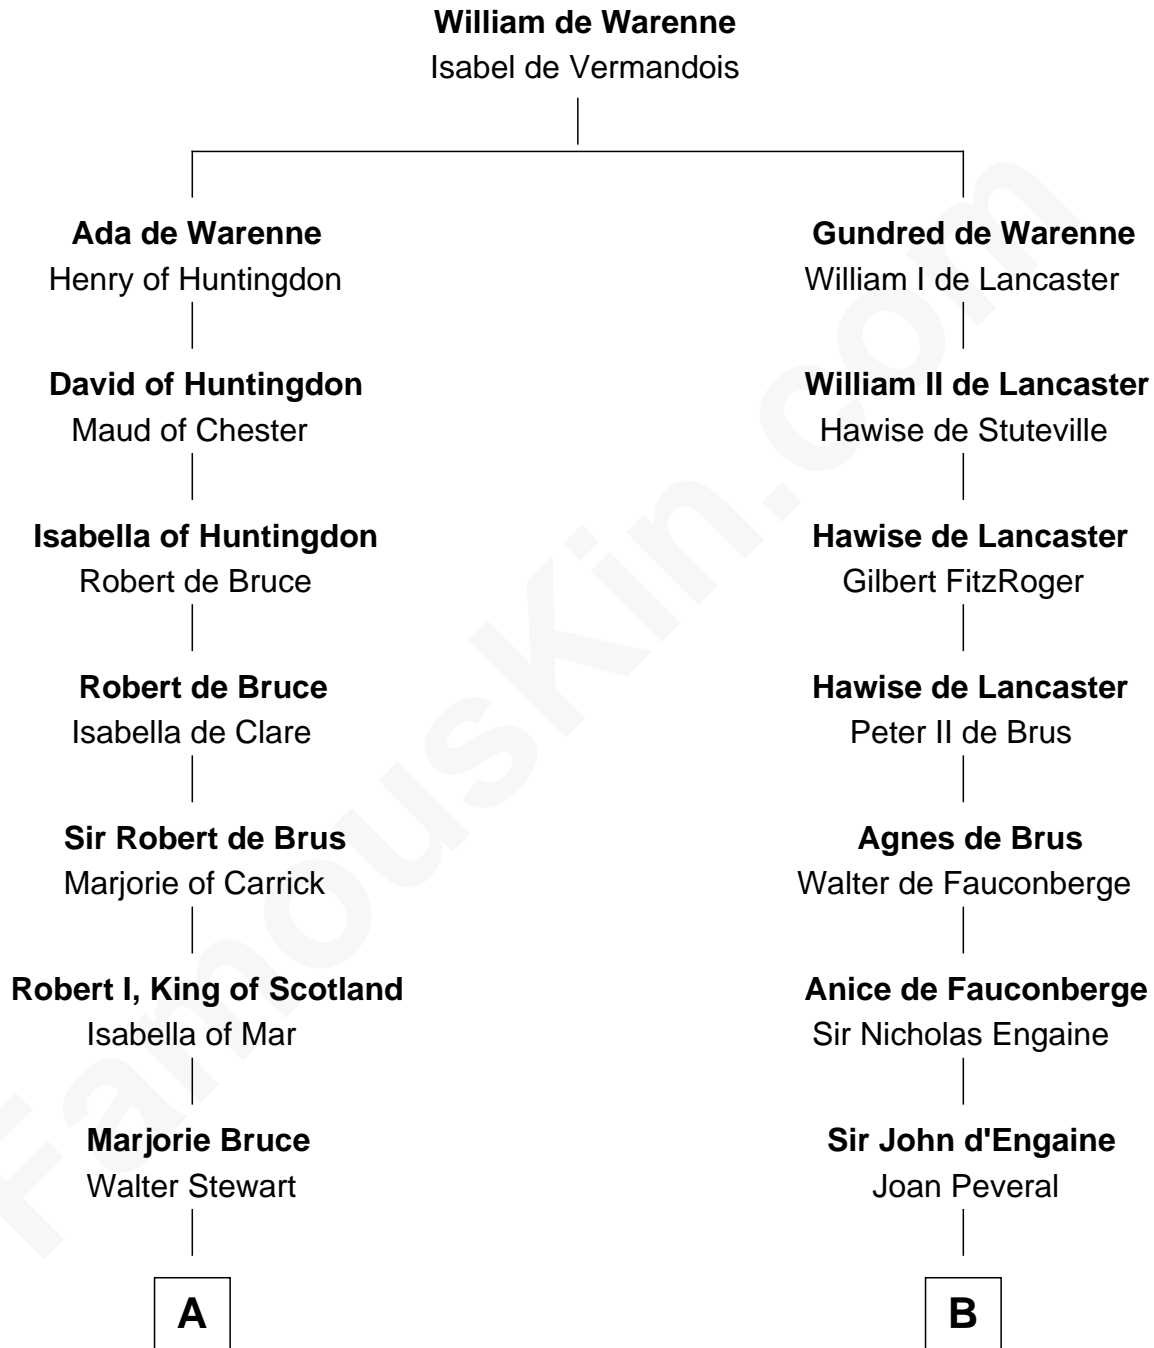 William de Warenne
Isabel de Vermandois
Ada de Warenne
Henry of Huntingdon
Gundred de Warenne
William I de Lancaster
David of Huntingdon
Maud of Chester
William II de Lancaster
Hawise de Stuteville
Isabella of Huntingdon
Robert de Bruce
Hawise de Lancaster
Gilbert FitzRoger
Robert de Bruce
Isabella de Clare
Hawise de Lancaster
Peter II de Brus
Sir Robert de Brus
Marjorie of Carrick
Agnes de Brus
Walter de Fauconberge
Robert I, King of Scotland
Isabella of Mar
Anice de Fauconberge
Sir Nicholas Engaine
Marjorie Bruce
Walter Stewart
Sir John d'Engaine
Joan Peveral
A
B
FamousKin.com